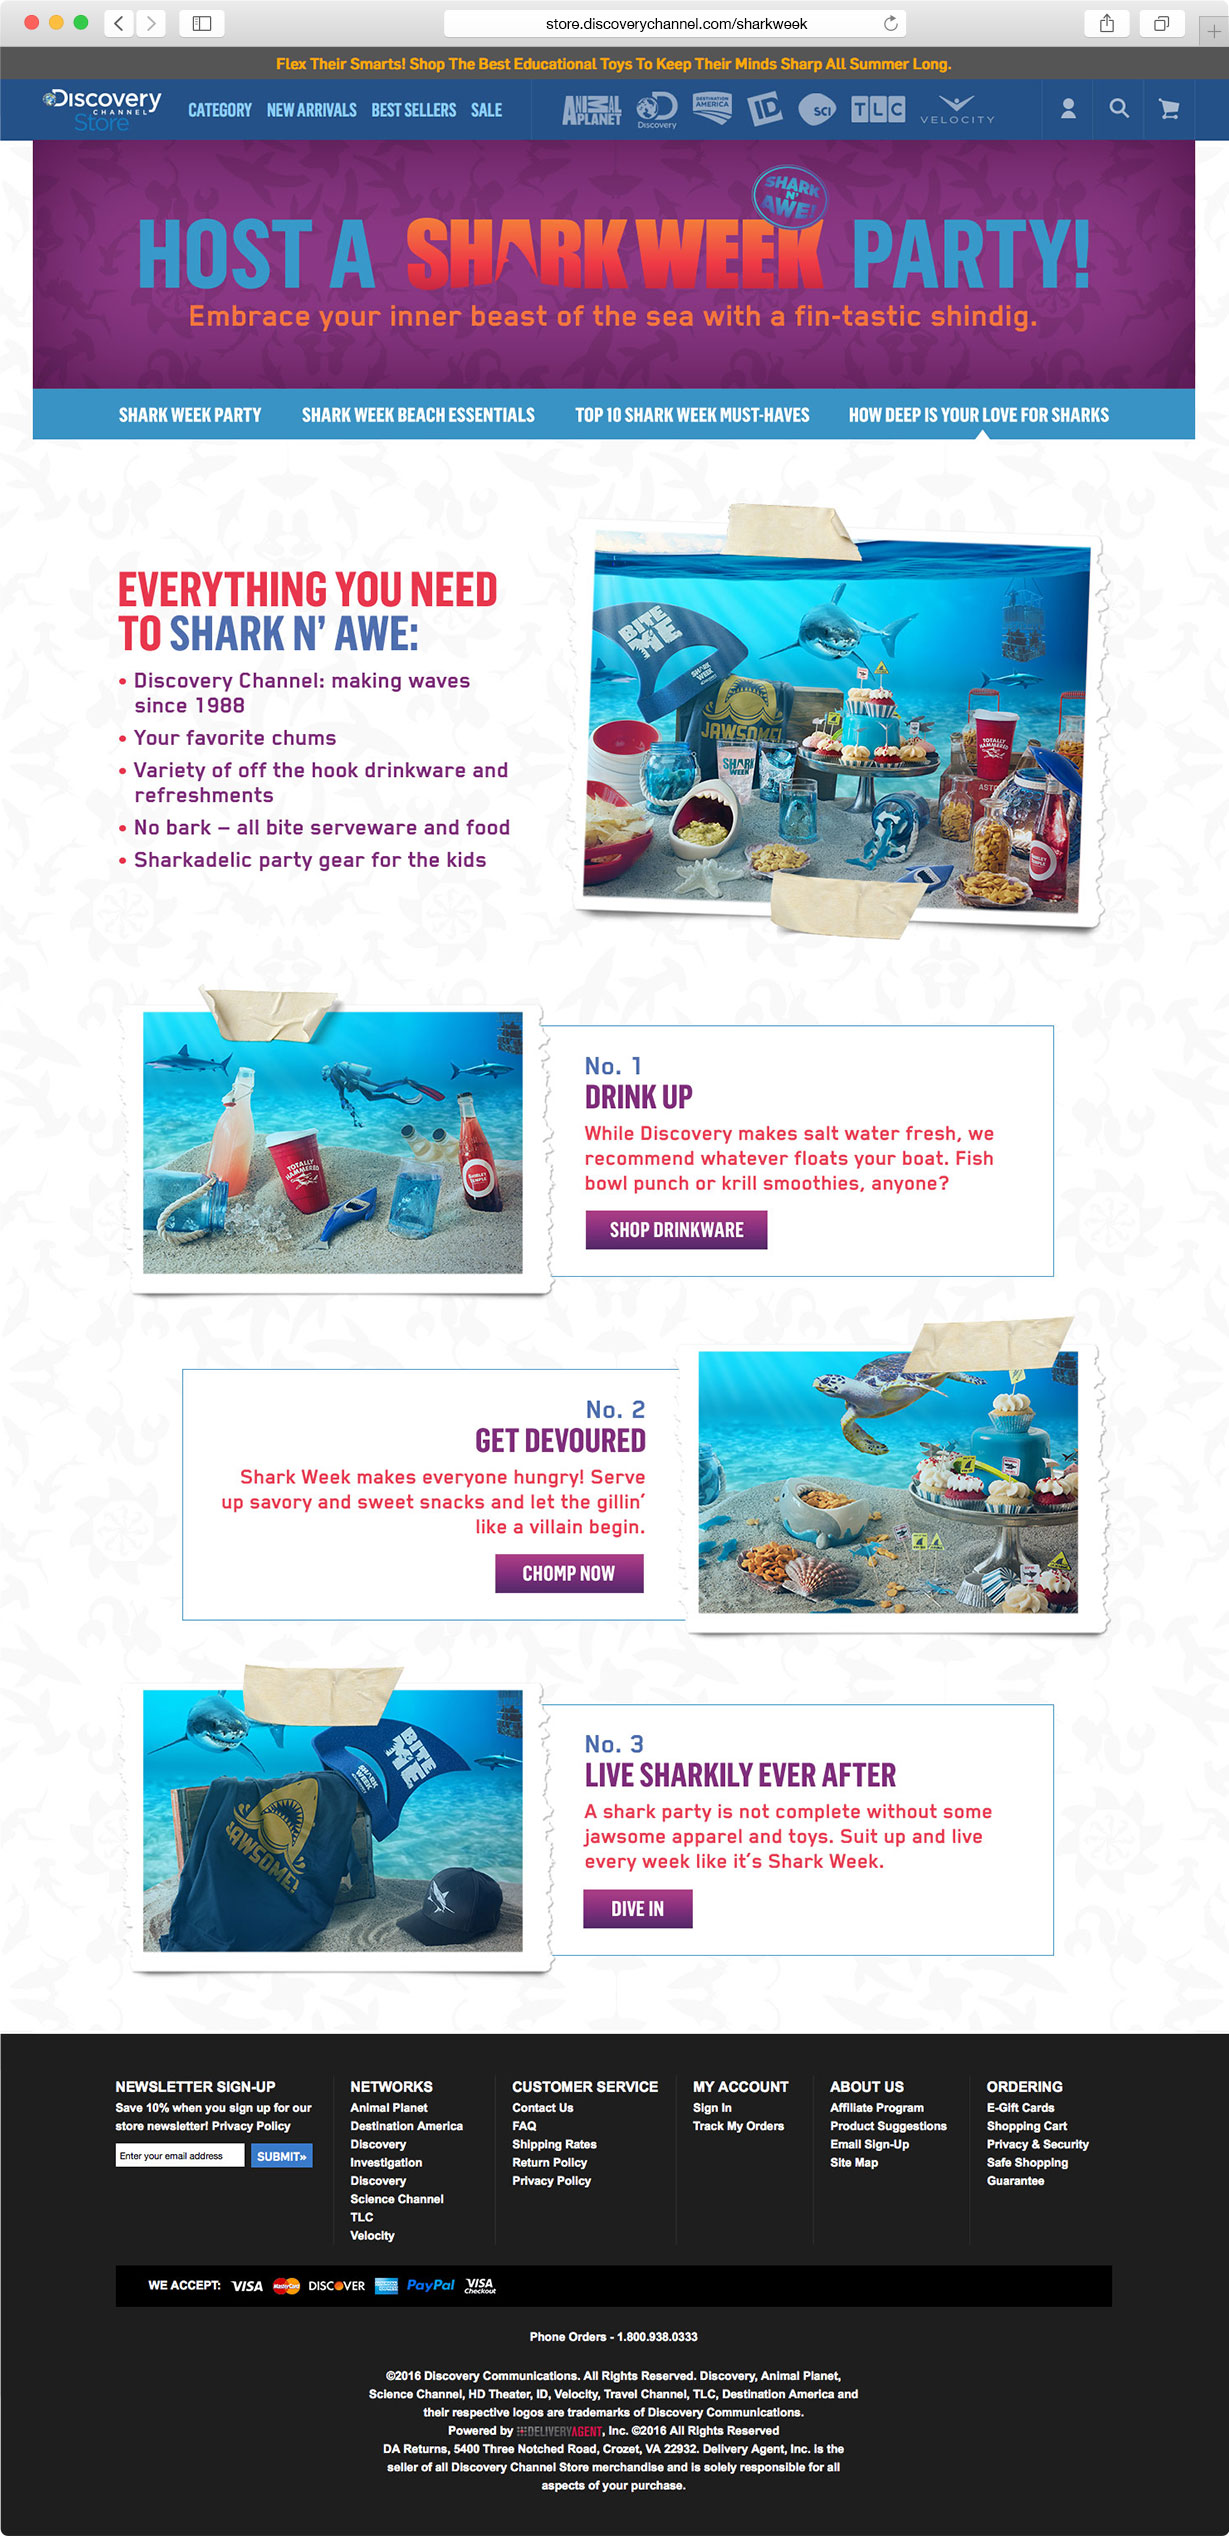 store.discoverychannel.com/sharkweek
Flex Their Smarts! Shop The Best Educational Toys To Keep Their Minds Sharp All Summer Long.
Discovery
CHANNEL
Store
CATEGORY NEW ARRIVALS BEST SELLERS SALE
ANIMAL PLANET
Discovery
DESTINATION AMERICA
ID
SCI
TLC
VELOCITY
SHARK N' AWE!
HOST A SHARK WEEK PARTY!
Embrace your inner beast of the sea with a fin-tastic shindig.
SHARK WEEK PARTY SHARK WEEK BEACH ESSENTIALS TOP 10 SHARK WEEK MUST-HAVES HOW DEEP IS YOUR LOVE FOR SHARKS
EVERYTHING YOU NEED
TO SHARK N' AWE:
• Discovery Channel: making waves
since 1988
• Your favorite chums
• Variety of off the hook drinkware and
refreshments
• No bark – all bite serveware and food
• Sharkadelic party gear for the kids
BITE ME
SHARK WEEK
JAWSOME!
SHARK WEEK
TOTALLY HAMMERED
SHIRLEY TEMPLE
TOTALLY HAMMERED
SHIRLEY TEMPLE
No. 1
DRINK UP
While Discovery makes salt water fresh, we
recommend whatever floats your boat. Fish
bowl punch or krill smoothies, anyone?
SHOP DRINKWARE
No. 2
GET DEVOURED
Shark Week makes everyone hungry! Serve
up savory and sweet snacks and let the gillin'
like a villain begin.
CHOMP NOW
BITE ME
SHARK WEEK
JAWSOME!
No. 3
LIVE SHARKILY EVER AFTER
A shark party is not complete without some
jawsome apparel and toys. Suit up and live
every week like it's Shark Week.
DIVE IN
NEWSLETTER SIGN-UP
Save 10% when you sign up for our
store newsletter! Privacy Policy
Enter your email address SUBMIT»
NETWORKS
Animal Planet
Destination America
Discovery
Investigation
Discovery
Science Channel
TLC
Velocity
CUSTOMER SERVICE
Contact Us
FAQ
Shipping Rates
Return Policy
Privacy Policy
MY ACCOUNT
Sign In
Track My Orders
ABOUT US
Affiliate Program
Product Suggestions
Email Sign-Up
Site Map
ORDERING
E-Gift Cards
Shopping Cart
Privacy & Security
Safe Shopping
Guarantee
WE ACCEPT: VISA MasterCard DISCOVER PayPal VISA Checkout
Phone Orders - 1.800.938.0333
©2016 Discovery Communications. All Rights Reserved. Discovery, Animal Planet,
Science Channel, HD Theater, ID, Velocity, Travel Channel, TLC, Destination America and
their respective logos are trademarks of Discovery Communications.
Powered by DELIVERYAGENT, Inc. ©2016 All Rights Reserved
DA Returns, 5400 Three Notched Road, Crozet, VA 22932. Delivery Agent, Inc. is the
seller of all Discovery Channel Store merchandise and is solely responsible for all
aspects of your purchase.